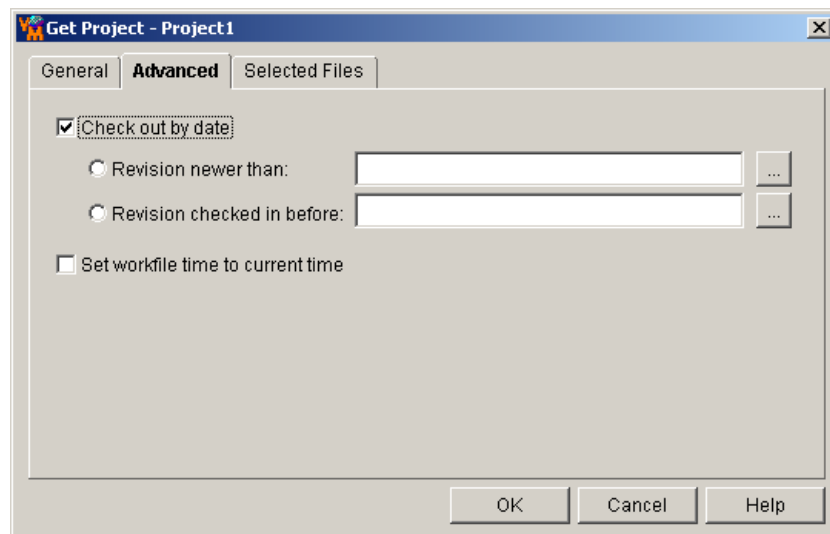 VM Get Project - Project1
General Advanced Selected Files
Check out by date
Revision newer than: ...
Revision checked in before: ...
Set workfile time to current time
OK Cancel Help